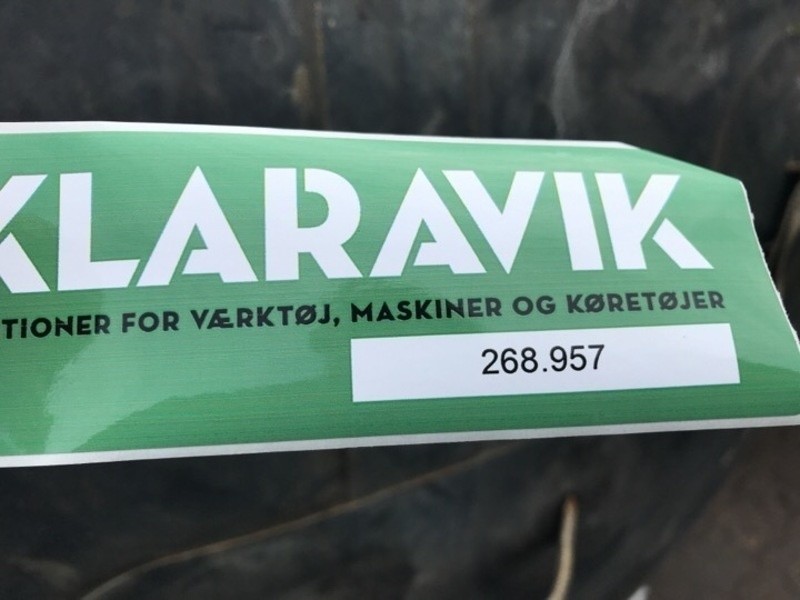 KLARAVIK
TIONER FOR VÆRKTØJ, MASKINER OG KØRETØJER
268.957